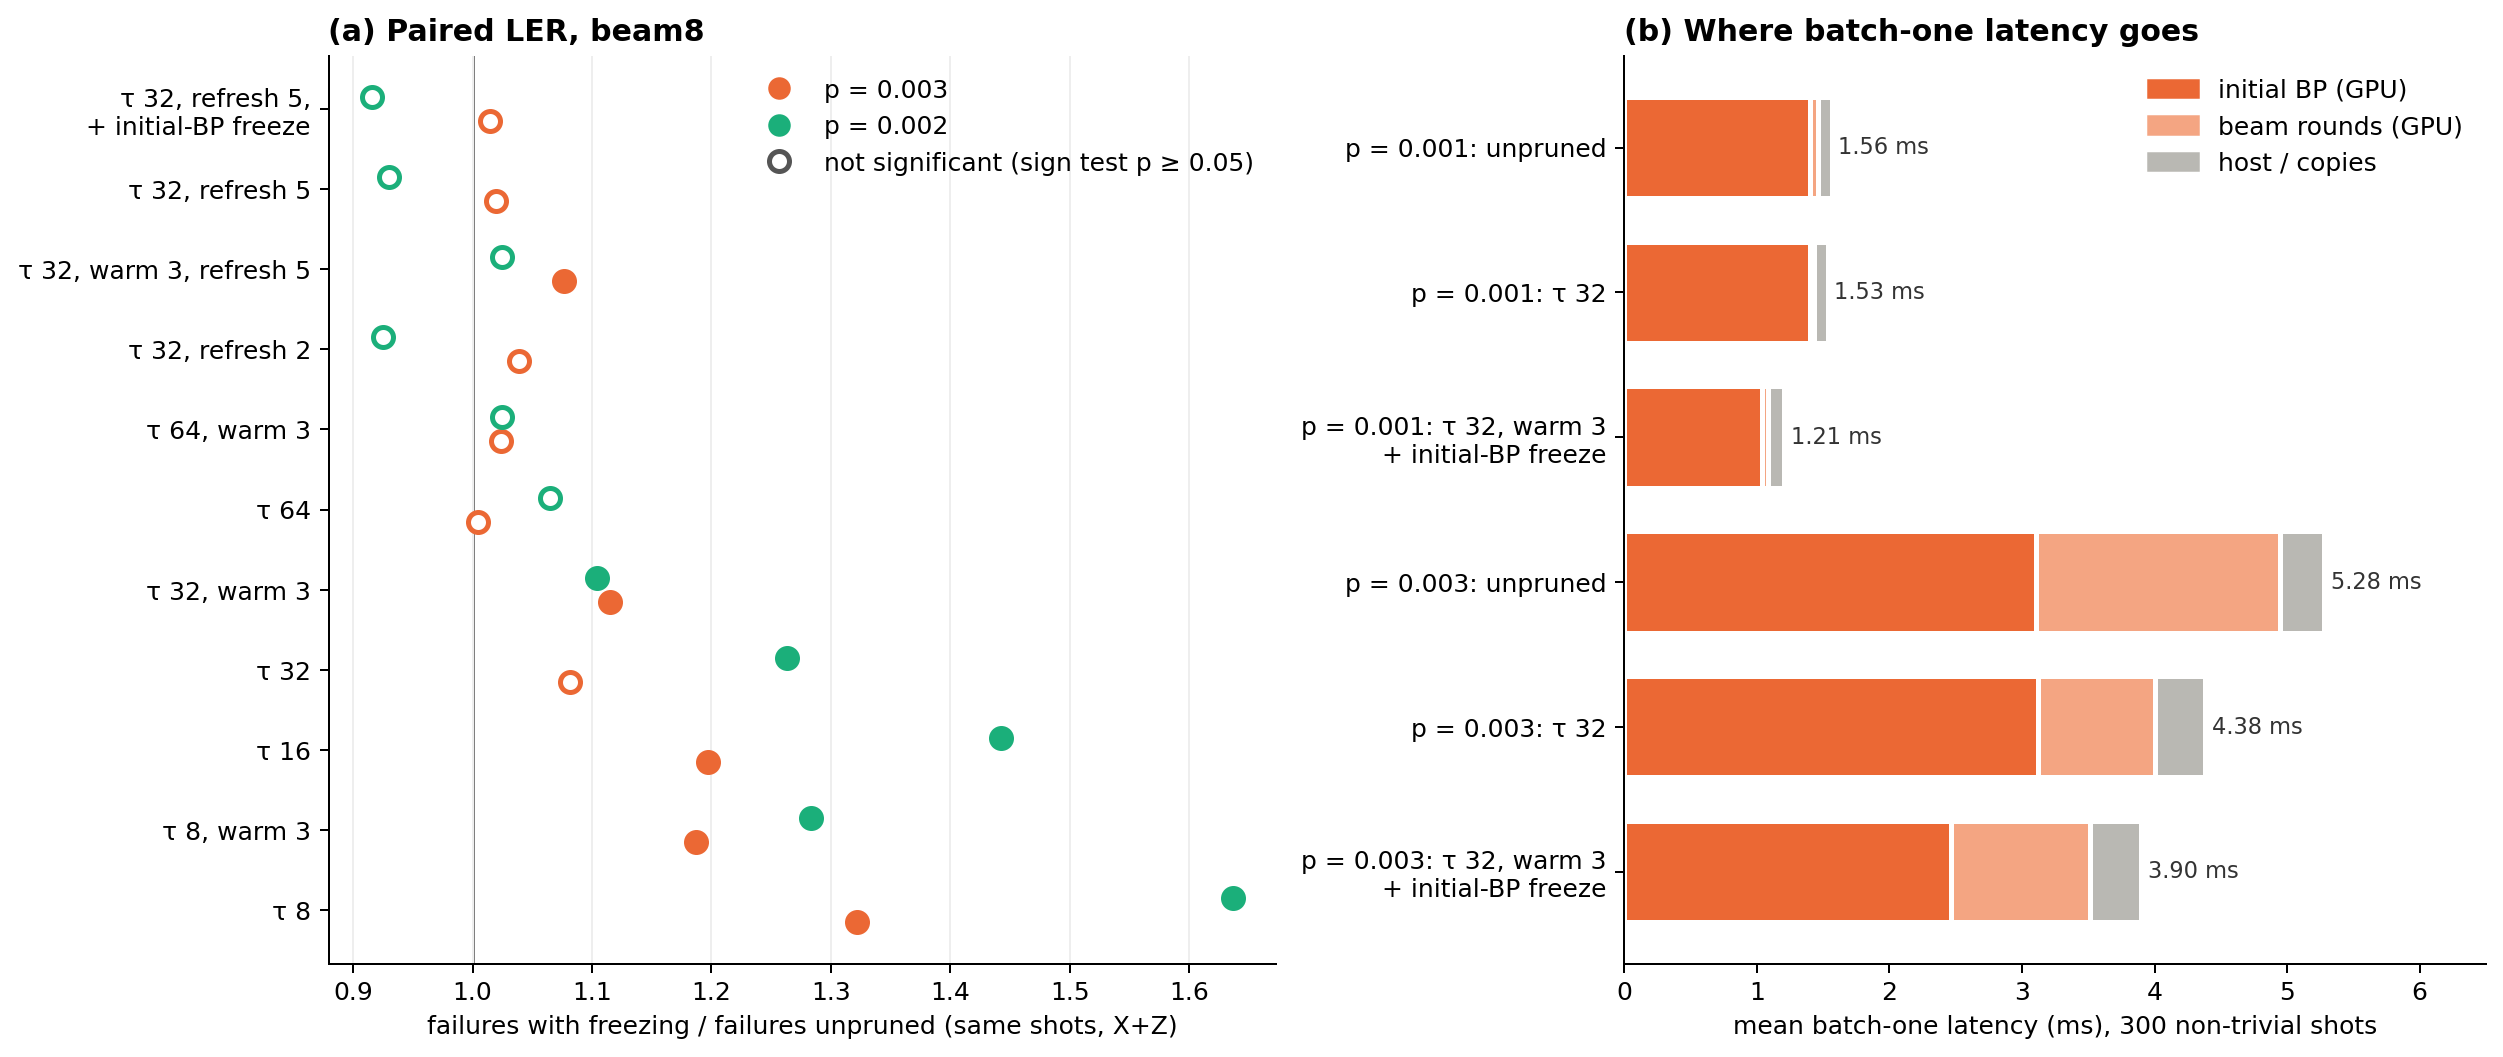 (a) Paired LER, beam8
p = 0.003
p = 0.002
not significant (sign test p ≥ 0.05)
τ 32, refresh 5,
+ initial-BP freeze
τ 32, refresh 5
τ 32, warm 3, refresh 5
τ 32, refresh 2
τ 64, warm 3
τ 64
τ 32, warm 3
τ 32
τ 16
τ 8, warm 3
τ 8
0.9 1.0 1.1 1.2 1.3 1.4 1.5 1.6
failures with freezing / failures unpruned (same shots, X+Z)
(b) Where batch-one latency goes
initial BP (GPU)
beam rounds (GPU)
host / copies
p = 0.001: unpruned
1.56 ms
p = 0.001: τ 32
1.53 ms
p = 0.001: τ 32, warm 3
+ initial-BP freeze
1.21 ms
p = 0.003: unpruned
5.28 ms
p = 0.003: τ 32
4.38 ms
p = 0.003: τ 32, warm 3
+ initial-BP freeze
3.90 ms
0 1 2 3 4 5 6
mean batch-one latency (ms), 300 non-trivial shots